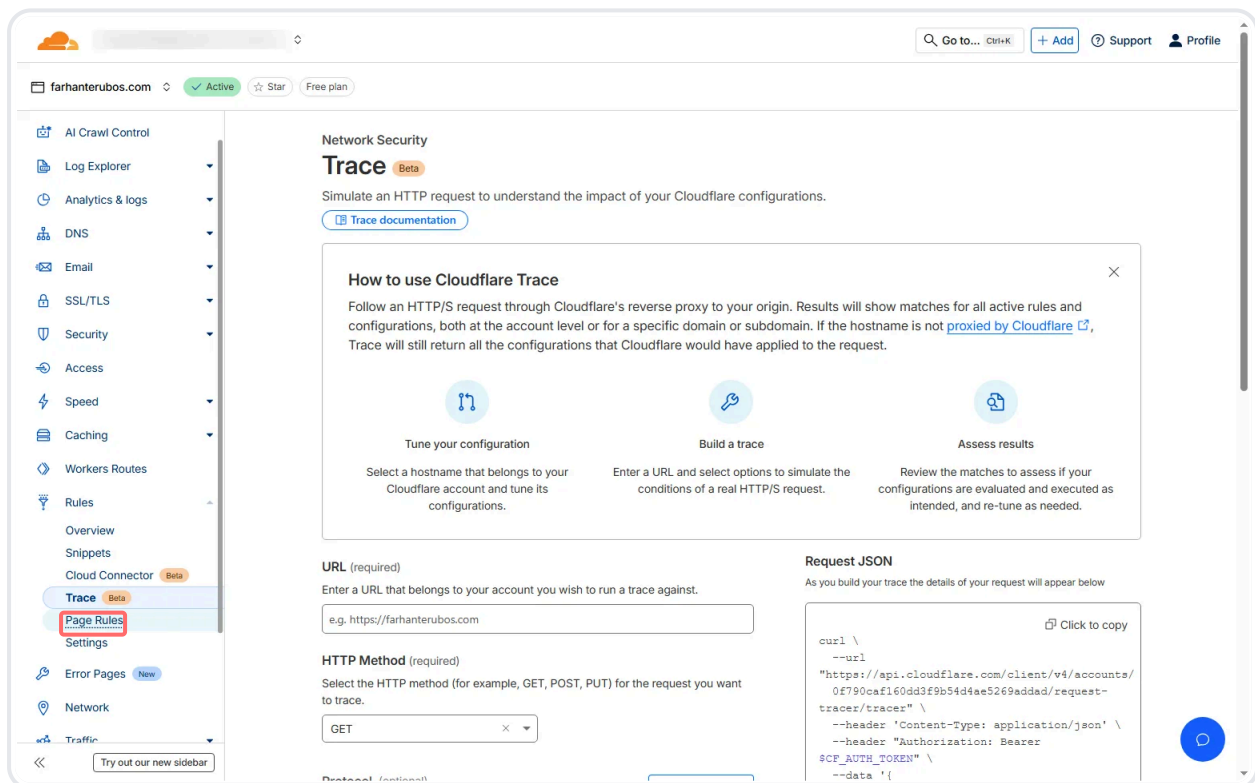 Go to... Ctrl+K
+ Add
Support
Profile
farhanterubos.com
Active
Star
Free plan
AI Crawl Control
Log Explorer
Analytics & logs
DNS
Email
SSL/TLS
Security
Access
Speed
Caching
Workers Routes
Rules
Overview
Snippets
Cloud Connector Beta
Trace Beta
Page Rules
Settings
Error Pages New
Network
Traffic
Try out our new sidebar
Network Security
Trace Beta
Simulate an HTTP request to understand the impact of your Cloudflare configurations.
Trace documentation
How to use Cloudflare Trace
Follow an HTTP/S request through Cloudflare's reverse proxy to your origin. Results will show matches for all active rules and
configurations, both at the account level or for a specific domain or subdomain. If the hostname is not proxied by Cloudflare ,
Trace will still return all the configurations that Cloudflare would have applied to the request.
Tune your configuration
Select a hostname that belongs to your
Cloudflare account and tune its
configurations.
Build a trace
Enter a URL and select options to simulate the
conditions of a real HTTP/S request.
Assess results
Review the matches to assess if your
configurations are evaluated and executed as
intended, and re-tune as needed.
URL (required)
Enter a URL that belongs to your account you wish to run a trace against.
e.g. https://farhanterubos.com
HTTP Method (required)
Select the HTTP method (for example, GET, POST, PUT) for the request you want
to trace.
GET
Protocol (optional)
Request JSON
As you build your trace the details of your request will appear below
Click to copy
curl \
--url
"https://api.cloudflare.com/client/v4/accounts/
0f790caf160dd3f9b54d4ae5269addad/request-
tracer/tracer" \
--header 'Content-Type: application/json' \
--header "Authorization: Bearer
$CF_AUTH_TOKEN" \
--data '{